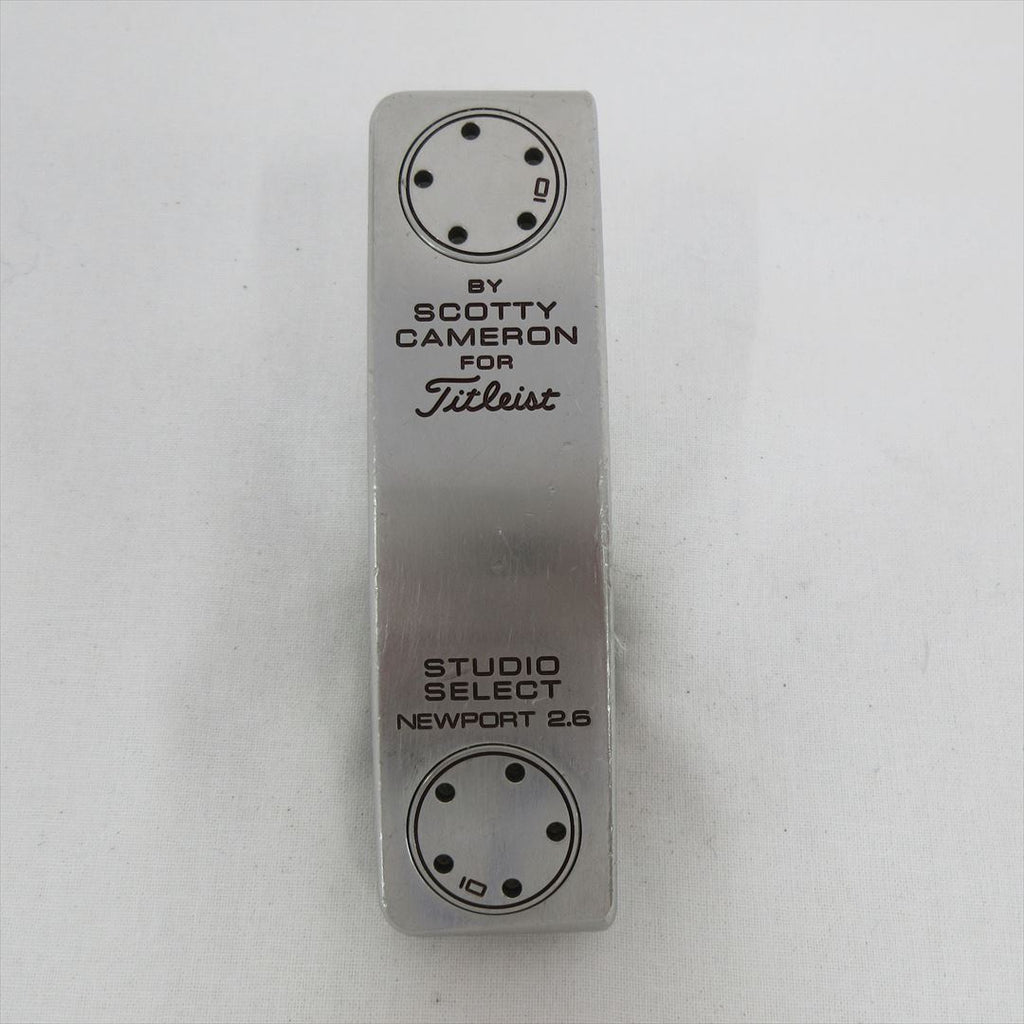 10
BY
SCOTTY
CAMERON
FOR
Titleist
STUDIO
SELECT
NEWPORT 2.6
10